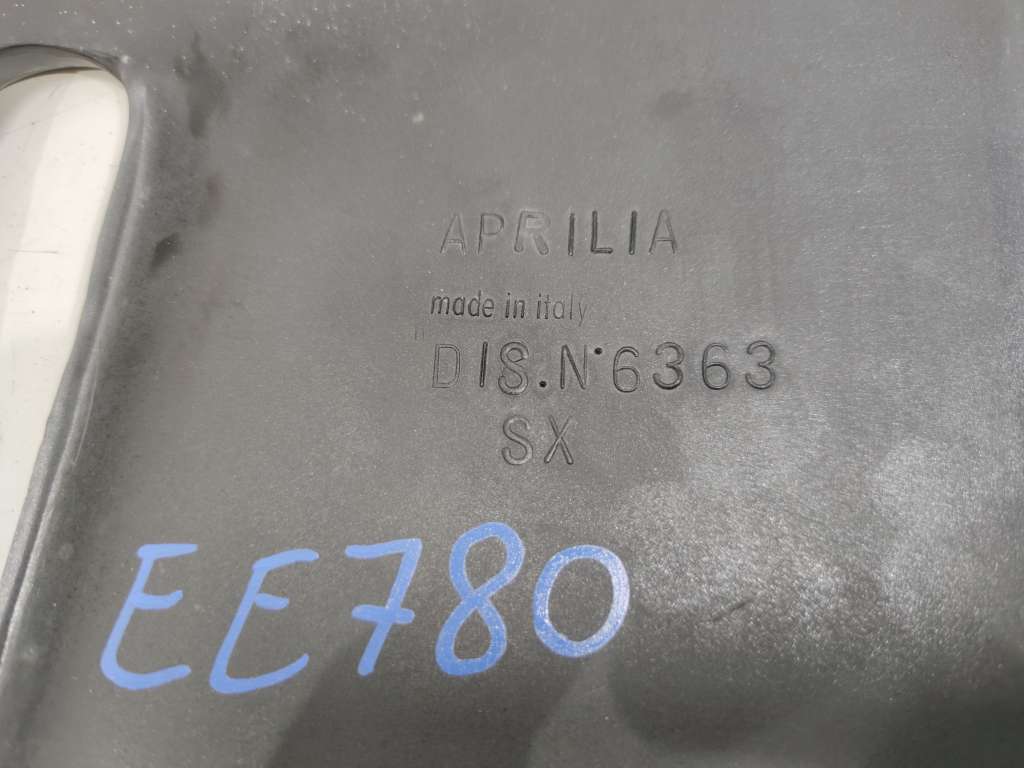 APRILIA
made in italy
DIS.N°6363
SX
EE780